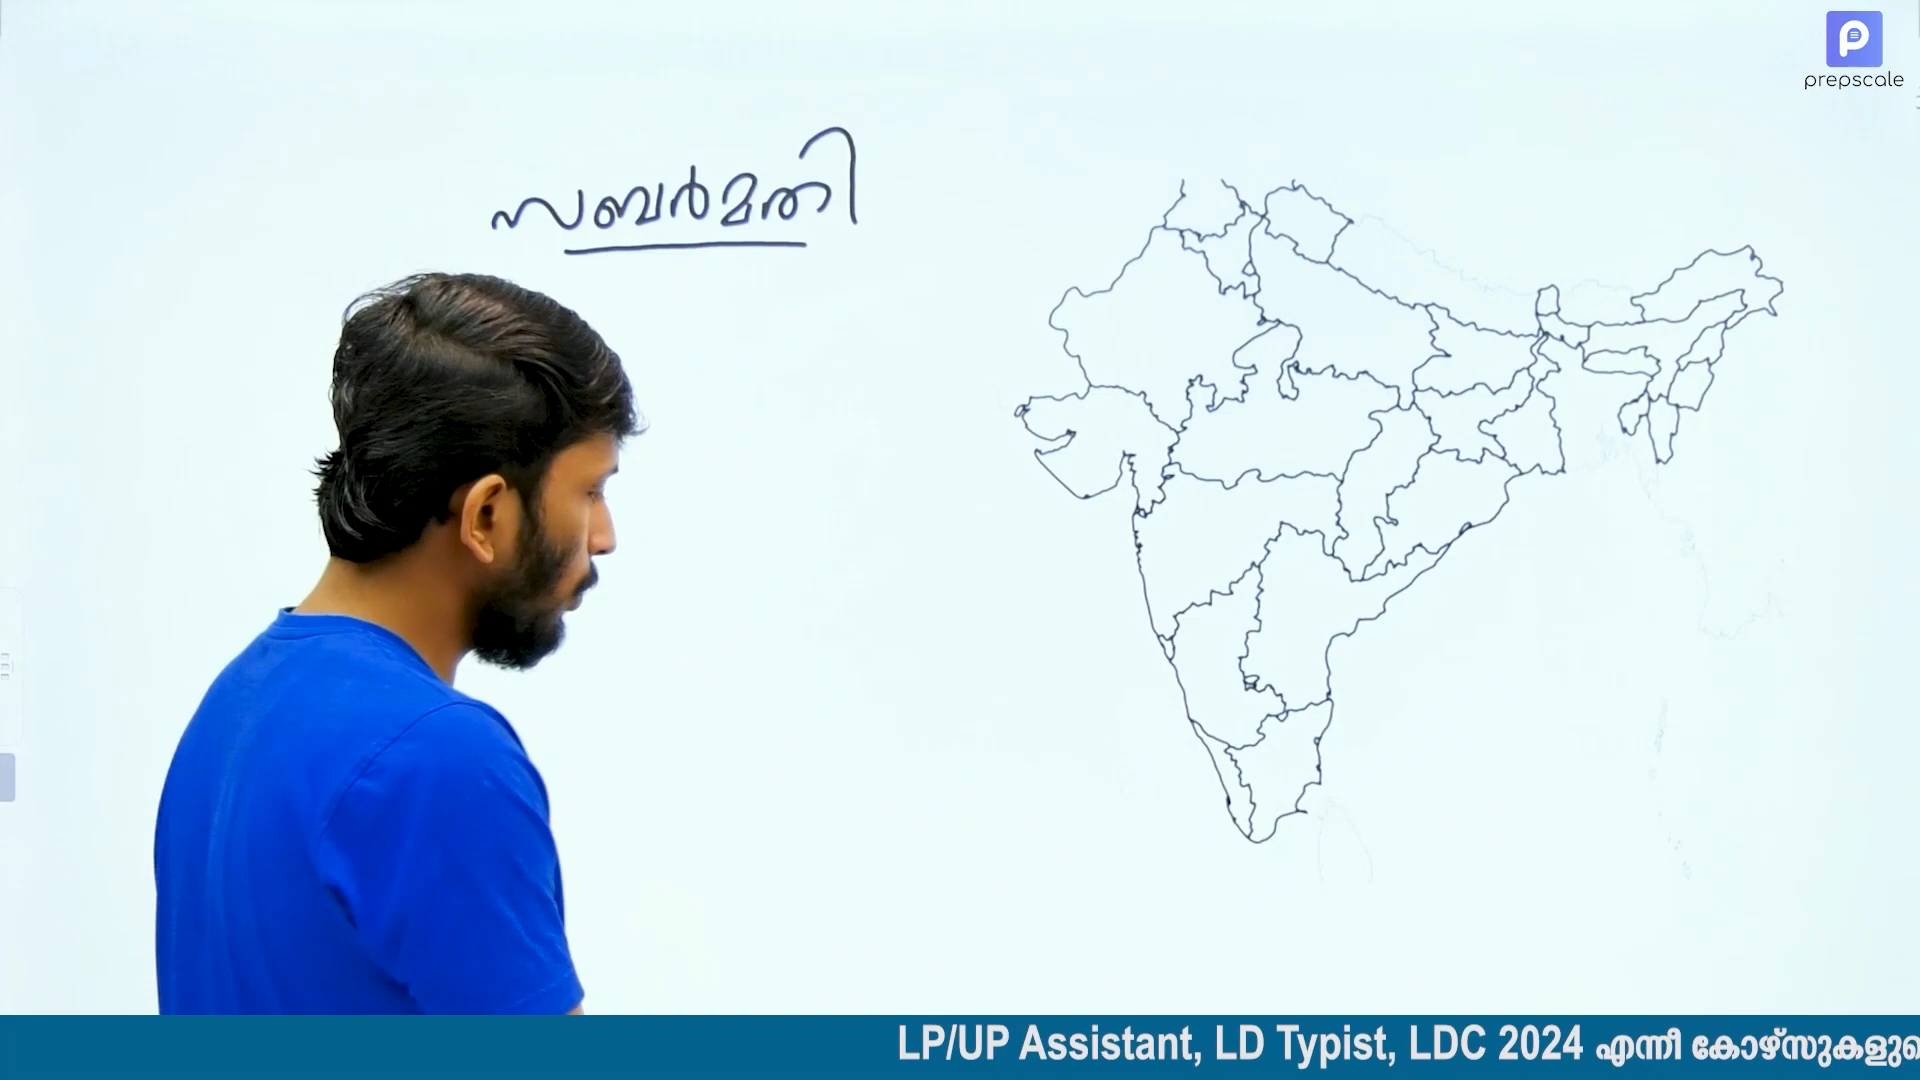 prepscale
സബർമതി
LP/UP Assistant, LD Typist, LDC 2024 എന്നീ കോഴ്സുകളുടെ